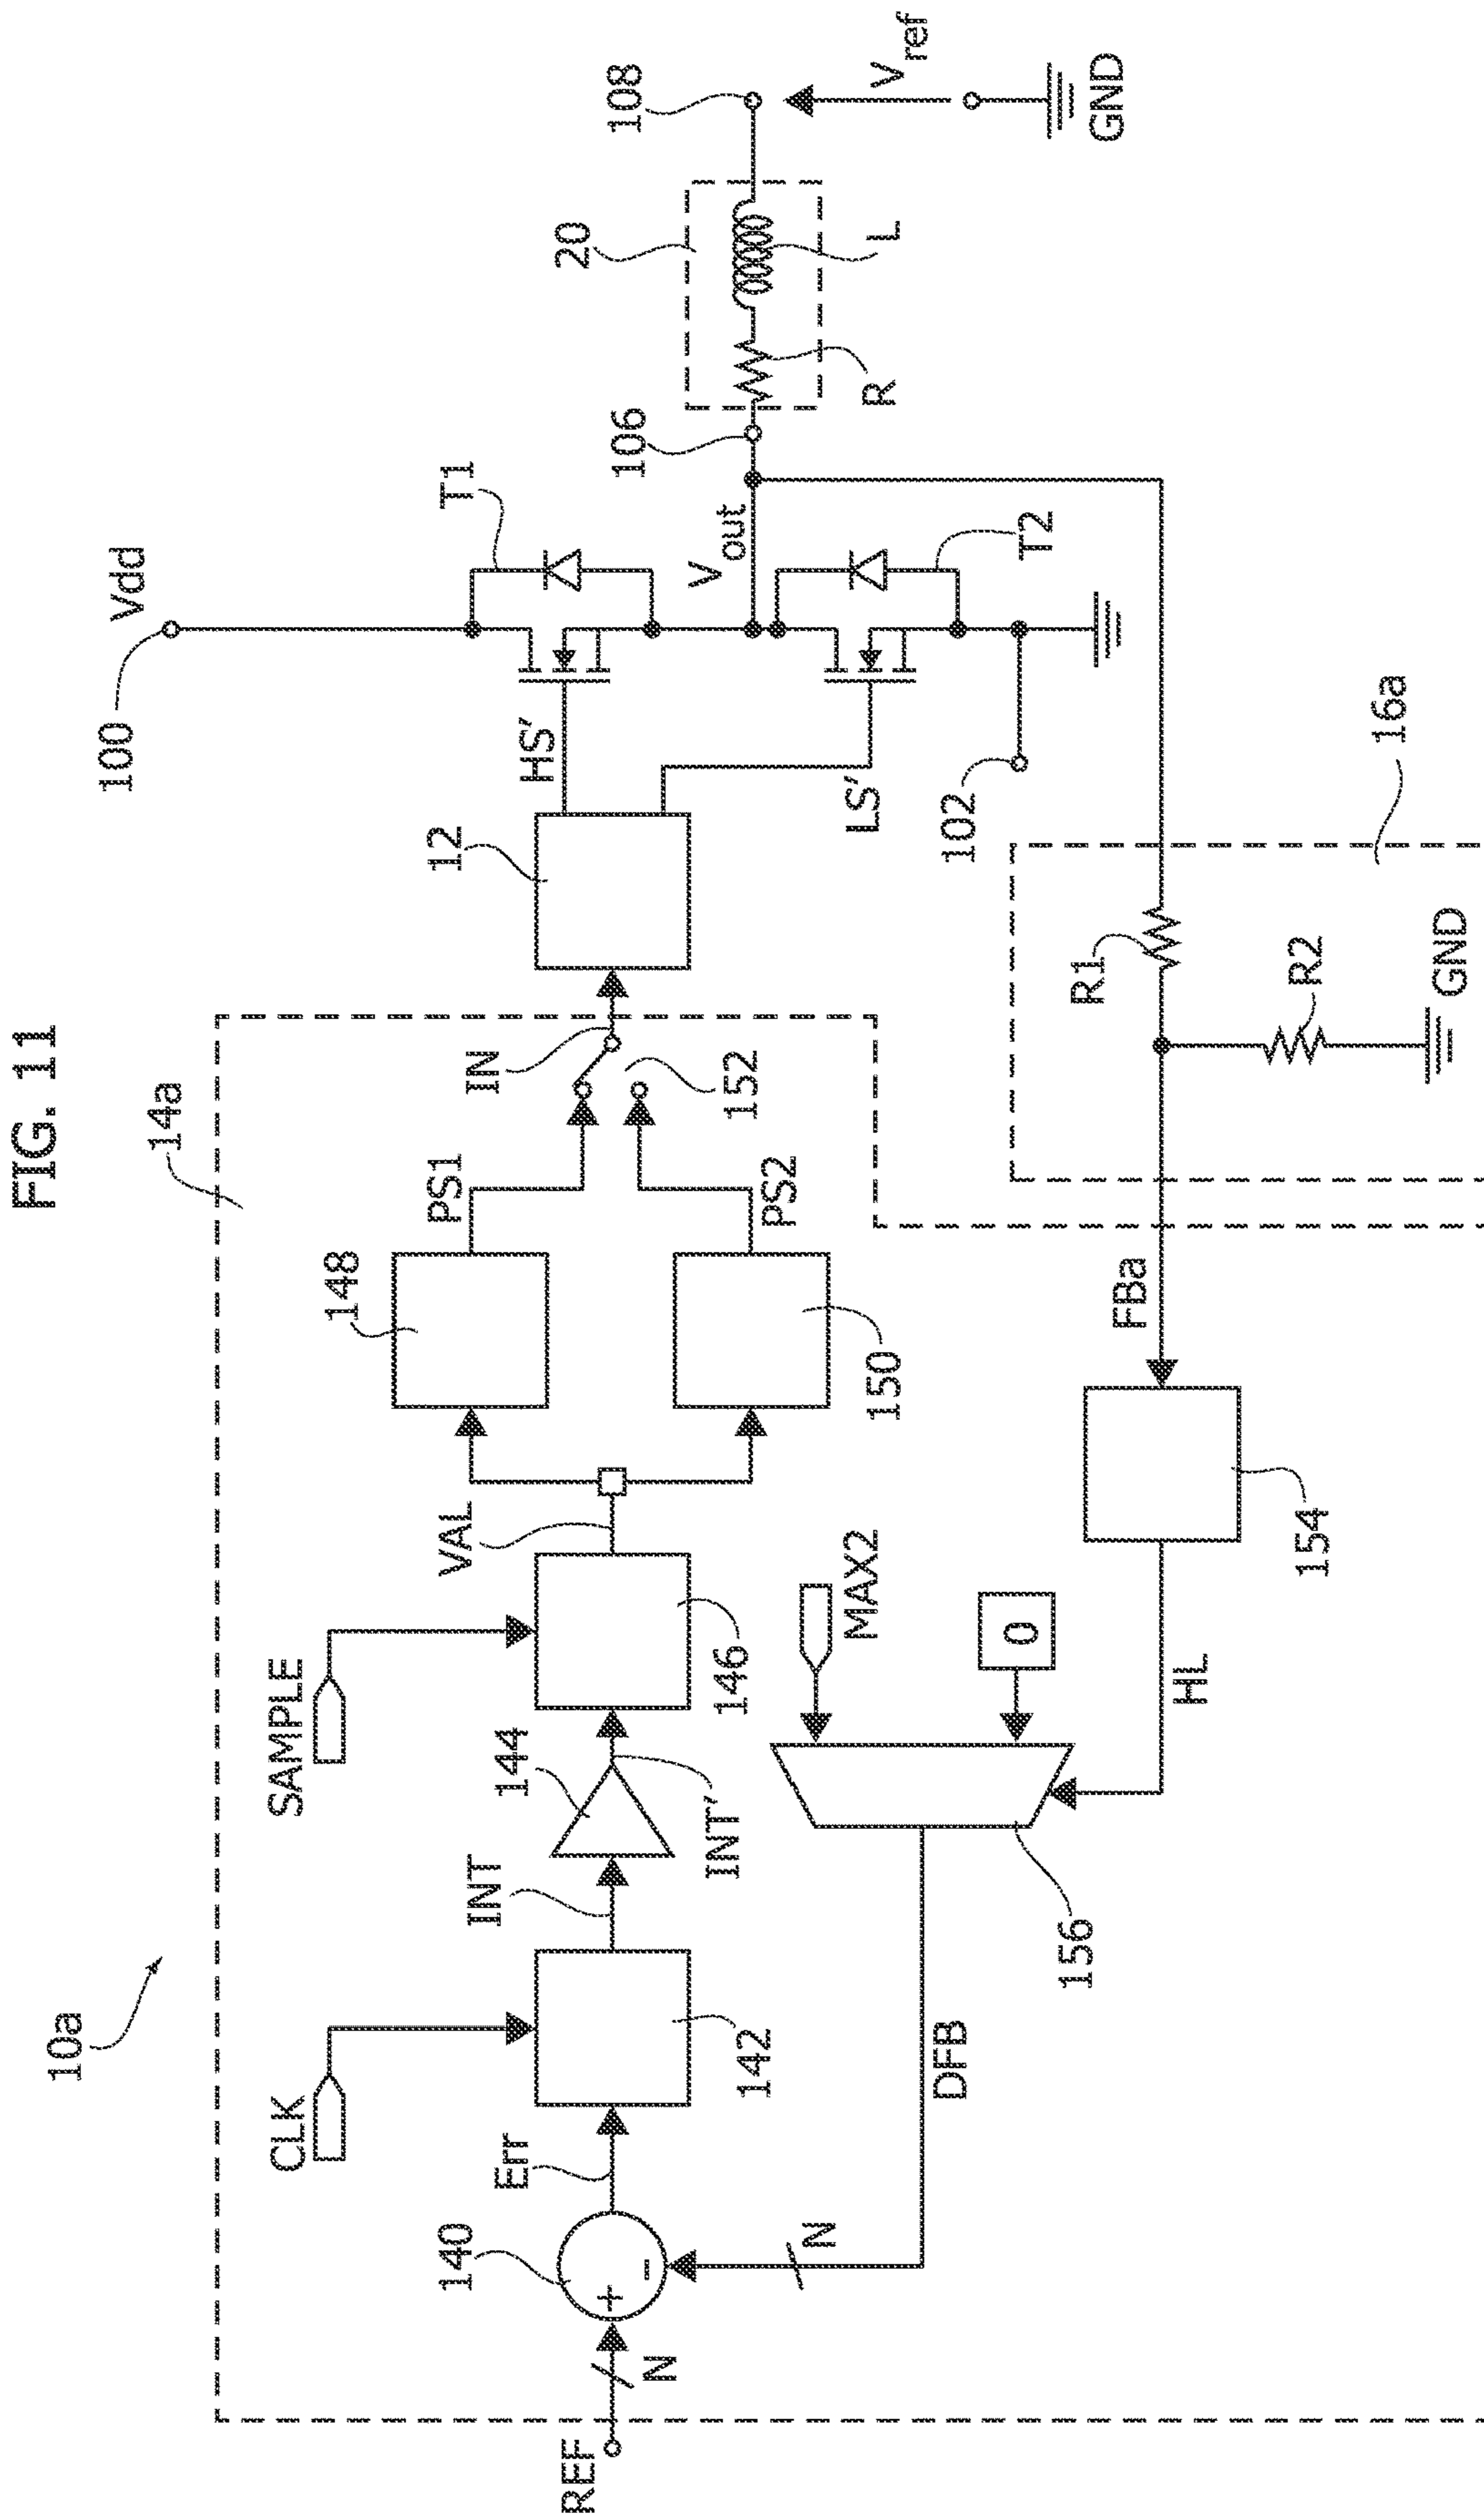 FIG. 11
10a
14a
100
Vdd
CLK
SAMPLE
148
PS1
IN
12
HS'
T1
20
108
140
Err
INT
144
VAL
106
Vout
Vref
REF
N
142
INT'
146
150
PS2
152
LS'
102
T2
R
L
GND
N
DFB
156
MAX2
0
HL
154
FBa
R1
R2
GND
16a